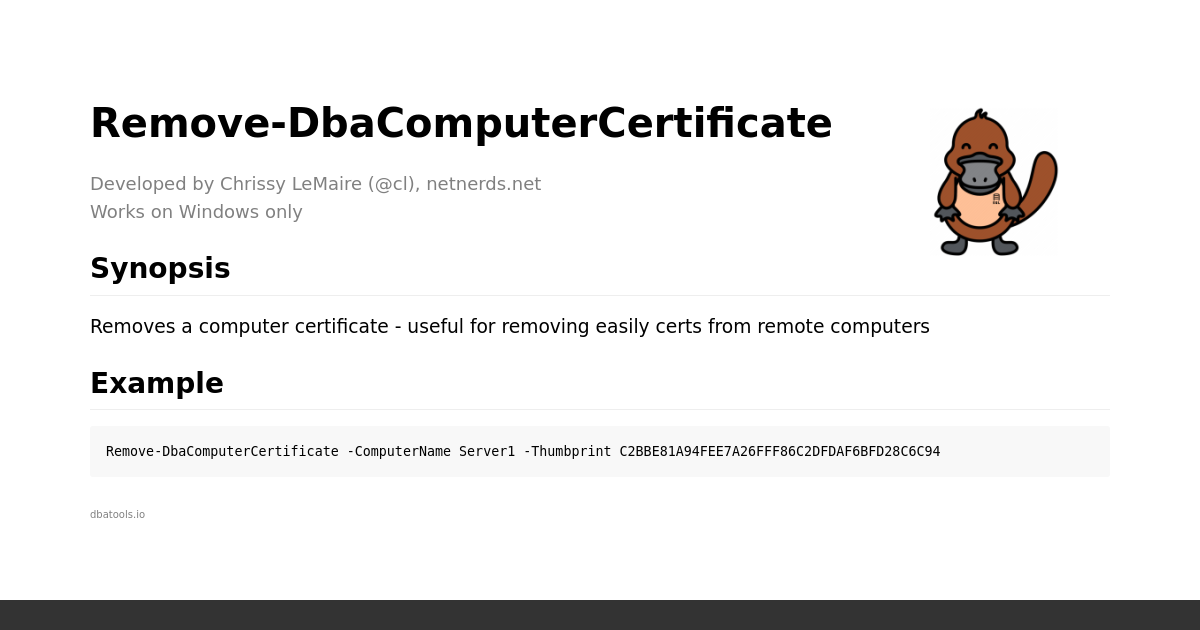 Remove-DbaComputerCertificate
Developed by Chrissy LeMaire (@cl), netnerds.net
Works on Windows only
Synopsis
Removes a computer certificate - useful for removing easily certs from remote computers
Example
Remove-DbaComputerCertificate -ComputerName Server1 -Thumbprint C2BBE81A94FEE7A26FFF86C2DFDAF6BFD28C6C94
dbatools.io